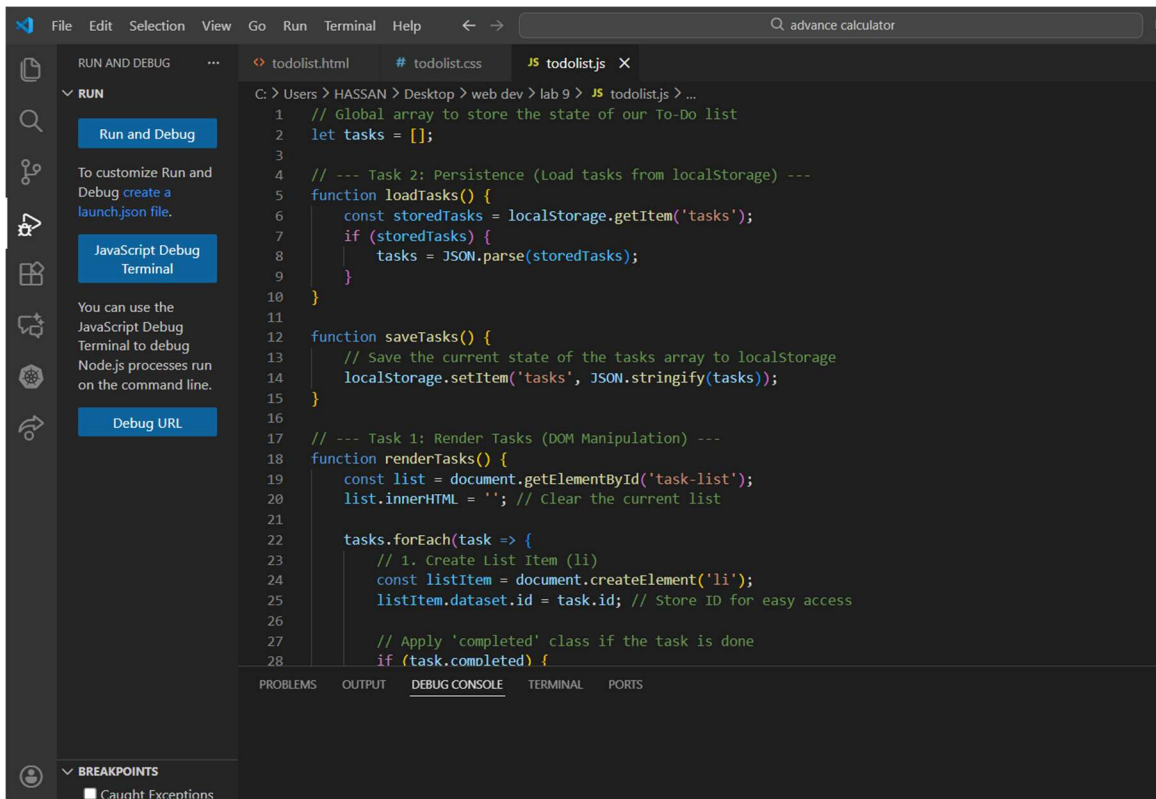 File Edit Selection View Go Run Terminal Help
advance calculator
RUN AND DEBUG ...
RUN
Run and Debug
To customize Run and
Debug create a
launch.json file.
JavaScript Debug
Terminal
You can use the
JavaScript Debug
Terminal to debug
Node.js processes run
on the command line.
Debug URL
BREAKPOINTS
Caught Exceptions
todolist.html # todolist.css JS todolist.js
C: > Users > HASSAN > Desktop > web dev > lab 9 > JS todolist.js > ...
1 // Global array to store the state of our To-Do list
2 let tasks = [];
3
4 // --- Task 2: Persistence (Load tasks from localStorage) ---
5 function loadTasks() {
6     const storedTasks = localStorage.getItem('tasks');
7     if (storedTasks) {
8         tasks = JSON.parse(storedTasks);
9     }
10 }
11
12 function saveTasks() {
13     // Save the current state of the tasks array to localStorage
14     localStorage.setItem('tasks', JSON.stringify(tasks));
15 }
16
17 // --- Task 1: Render Tasks (DOM Manipulation) ---
18 function renderTasks() {
19     const list = document.getElementById('task-list');
20     list.innerHTML = ''; // Clear the current list
21
22     tasks.forEach(task => {
23         // 1. Create List Item (li)
24         const listItem = document.createElement('li');
25         listItem.dataset.id = task.id; // Store ID for easy access
26
27         // Apply 'completed' class if the task is done
28         if (task.completed) {
PROBLEMS OUTPUT DEBUG CONSOLE TERMINAL PORTS